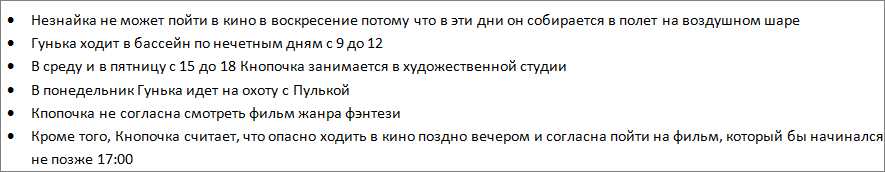 • Незнайка не может пойти в кино в воскресение потому что в эти дни он собирается в полет на воздушном шаре
• Гунька ходит в бассейн по нечетным дням с 9 до 12
• В среду и в пятницу с 15 до 18 Кнопочка занимается в художественной студии
• В понедельник Гунька идет на охоту с Пулькой
• Кпопочка не согласна смотреть фильм жанра фэнтези
• Кроме того, Кнопочка считает, что опасно ходить в кино поздно вечером и согласна пойти на фильм, который бы начинался
не позже 17:00